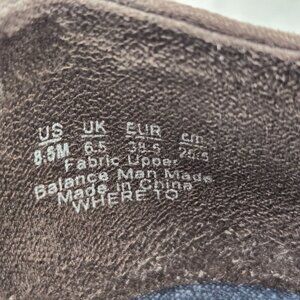 US UK EUR cm
8.5M 6.5 39.5 25.5
Fabric Upper
Balance Man Made
Made in China
WHERE TO